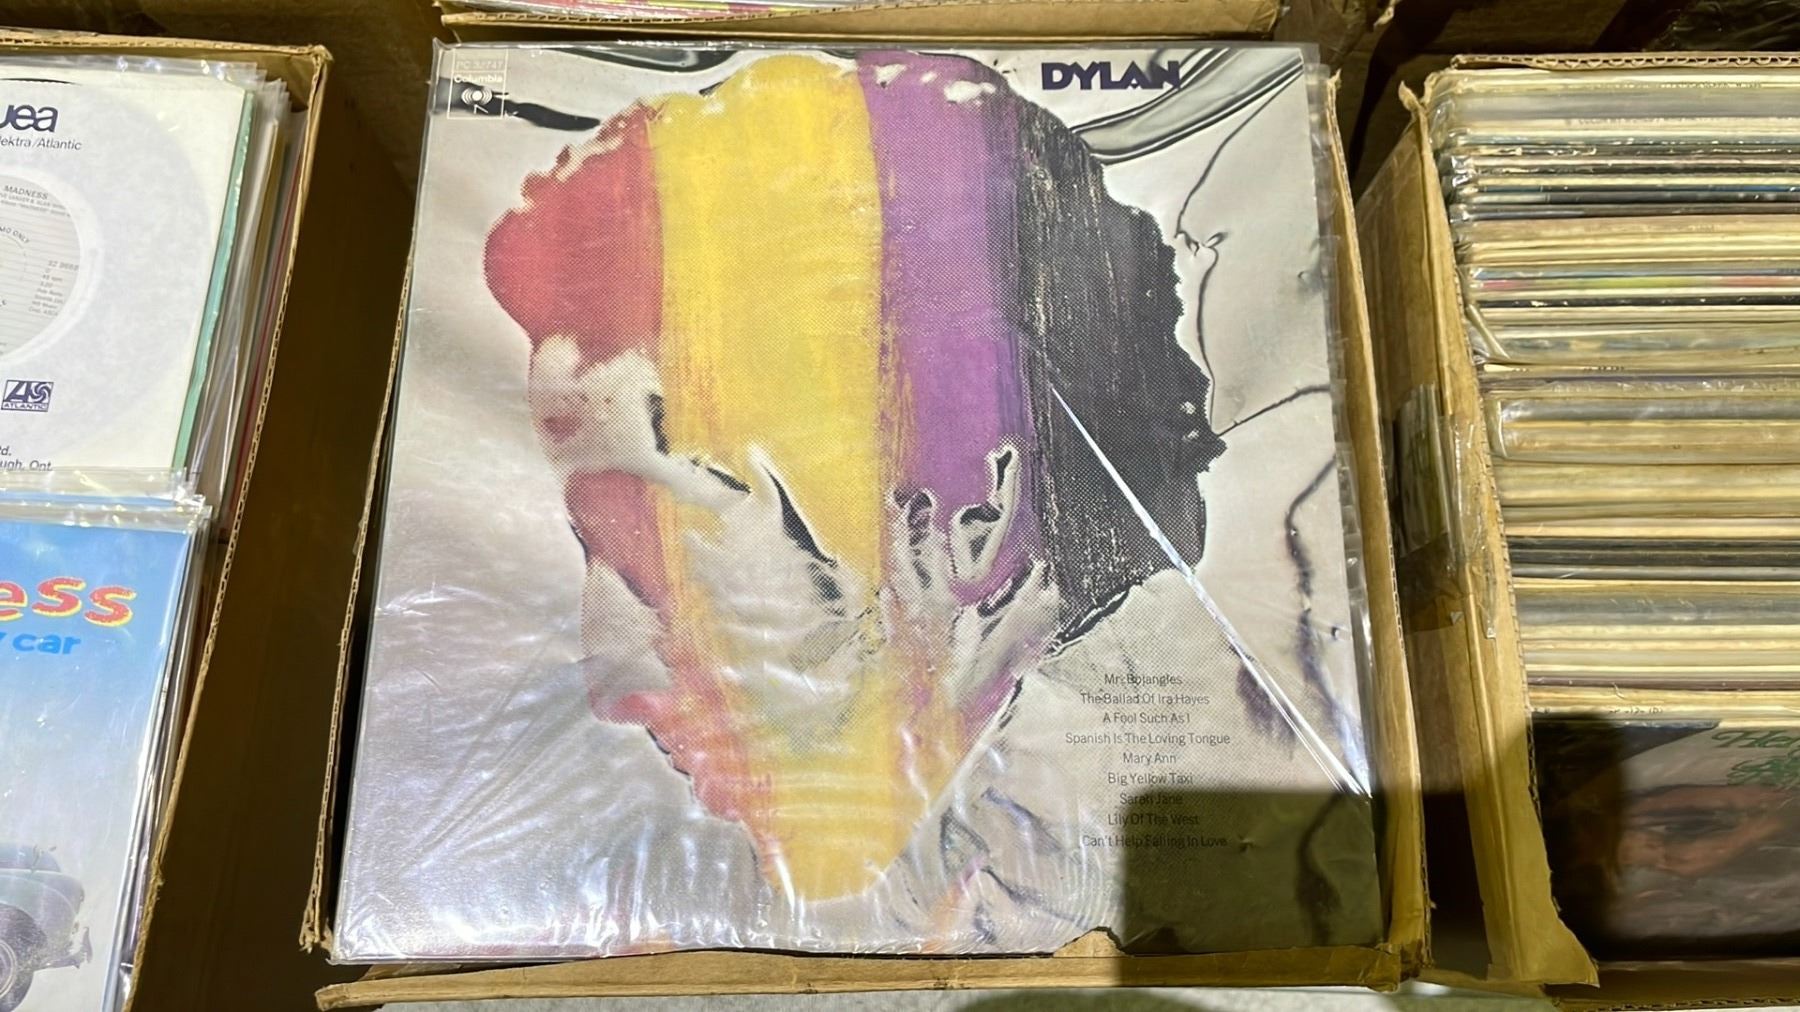 uea
lektra/Atlantic
MADNESS
ATLANTIC
ess
car
PC 32747
Columbia
DYLAN
Mr. Bojangles
The Ballad Of Ira Hayes
A Fool Such As I
Spanish Is The Loving Tongue
Mary Ann
Big Yellow Taxi
Sarah Jane
Lily Of The West
Can't Help Falling In Love